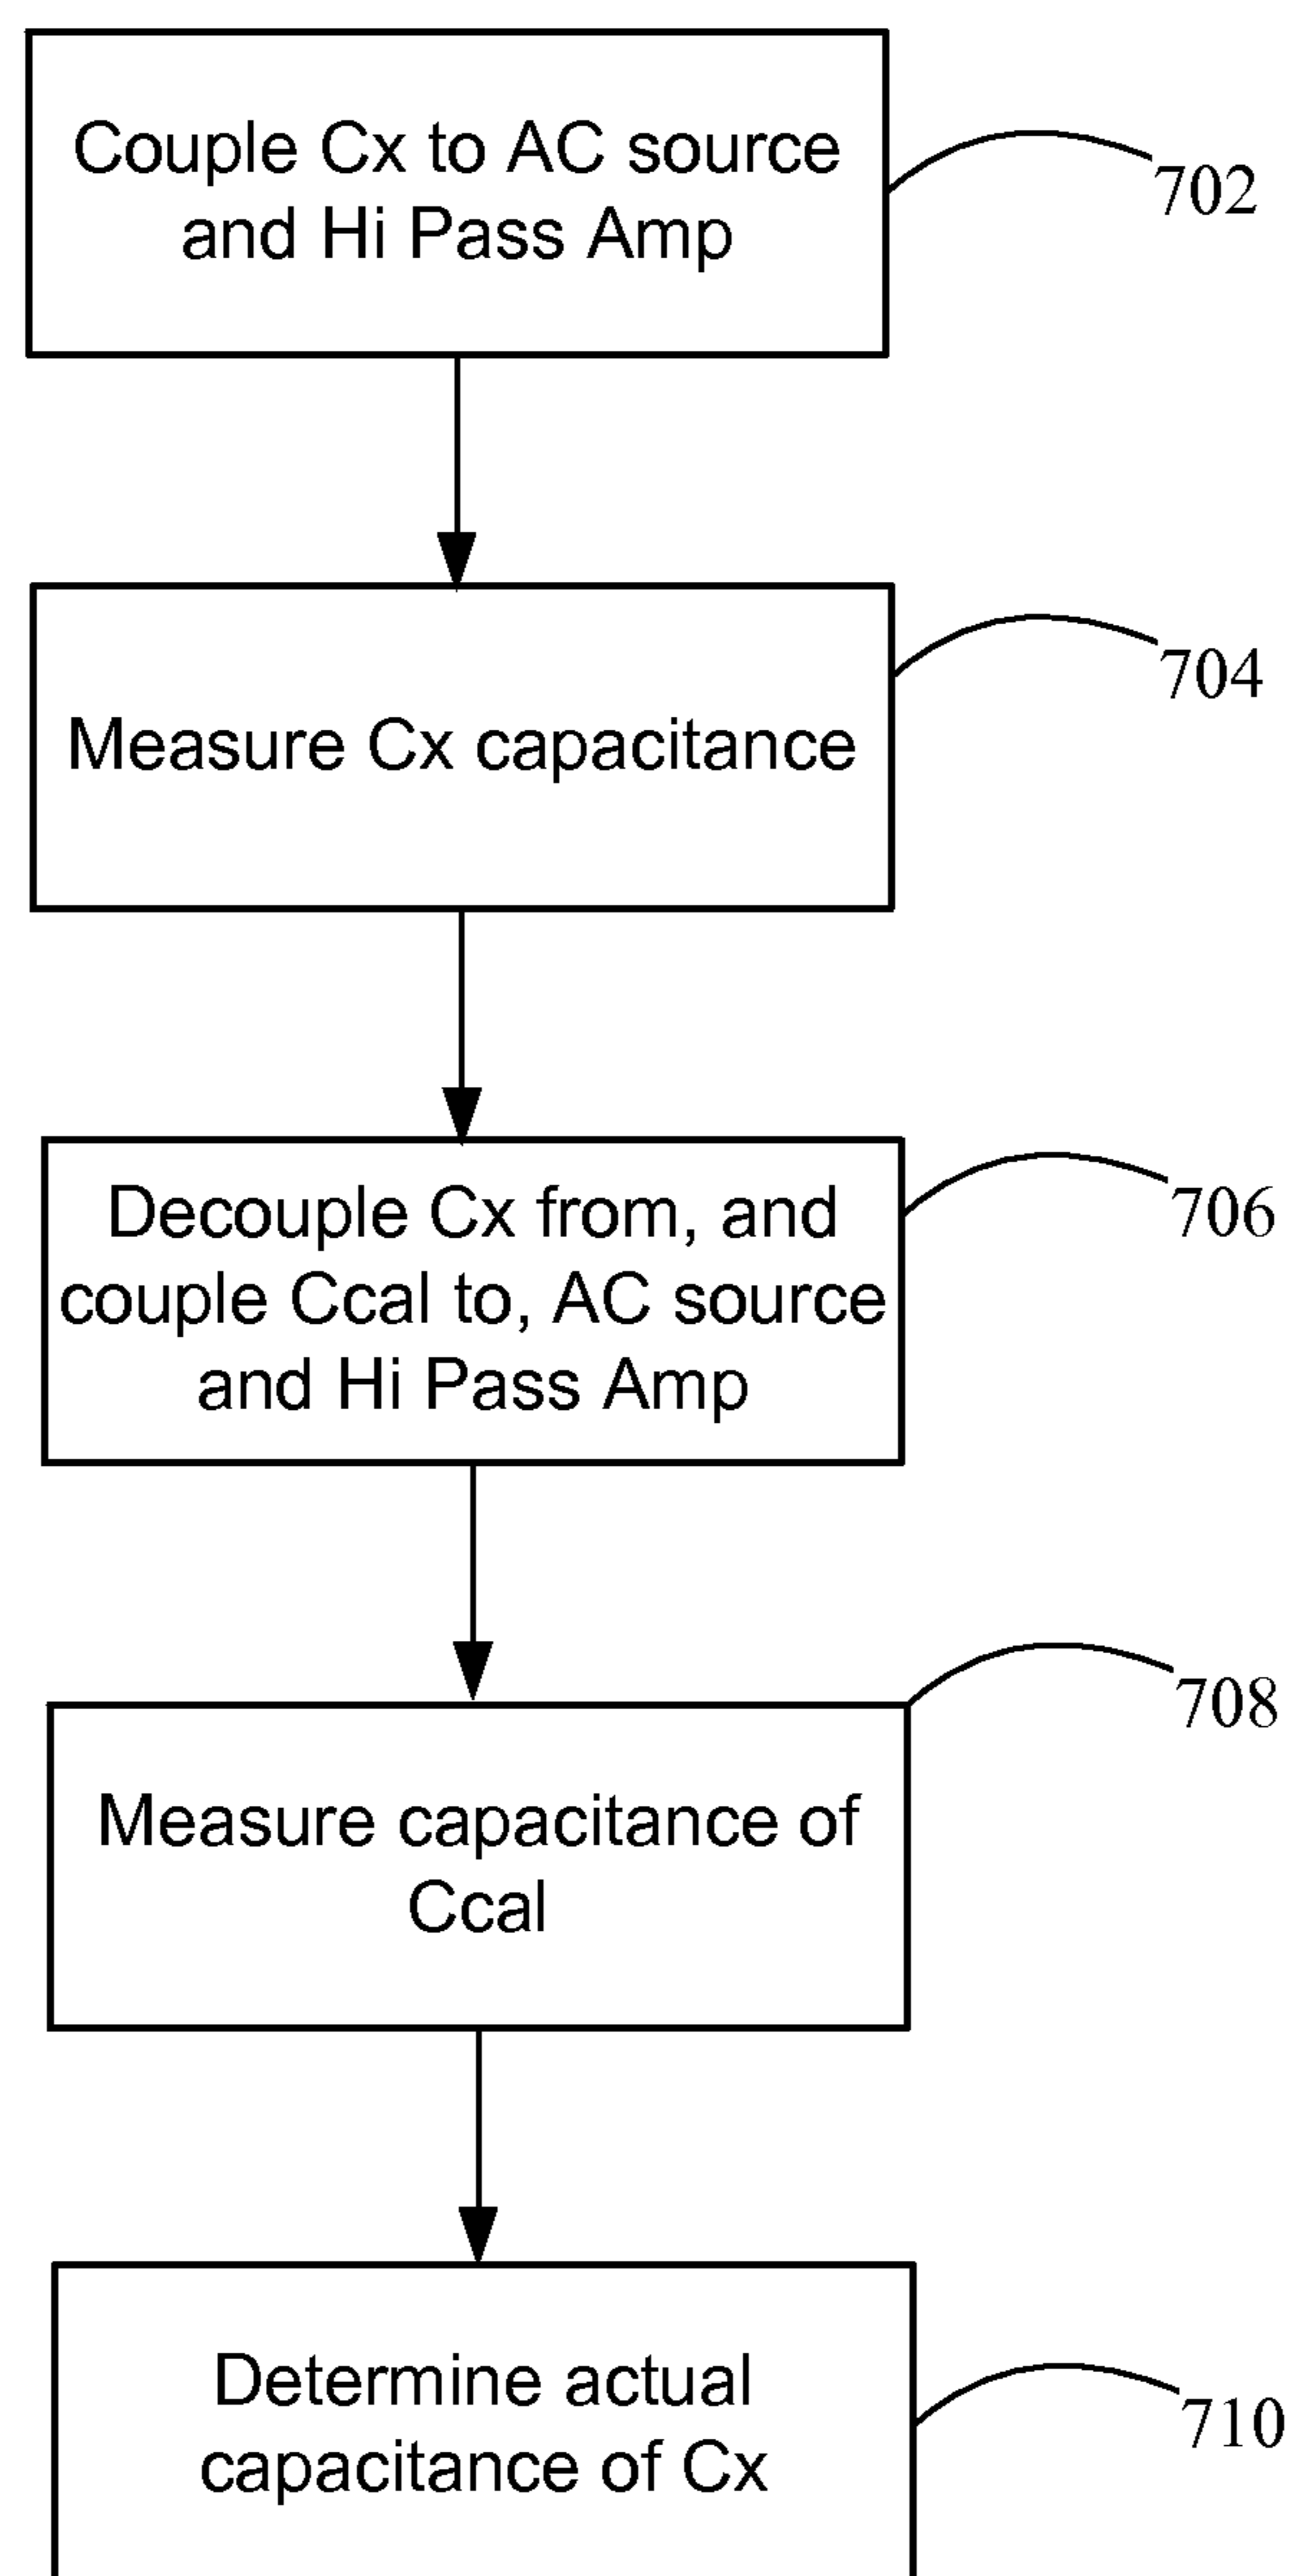 Couple Cx to AC source
and Hi Pass Amp
702
Measure Cx capacitance
704
Decouple Cx from, and
couple Ccal to, AC source
and Hi Pass Amp
706
Measure capacitance of
Ccal
708
Determine actual
capacitance of Cx
710